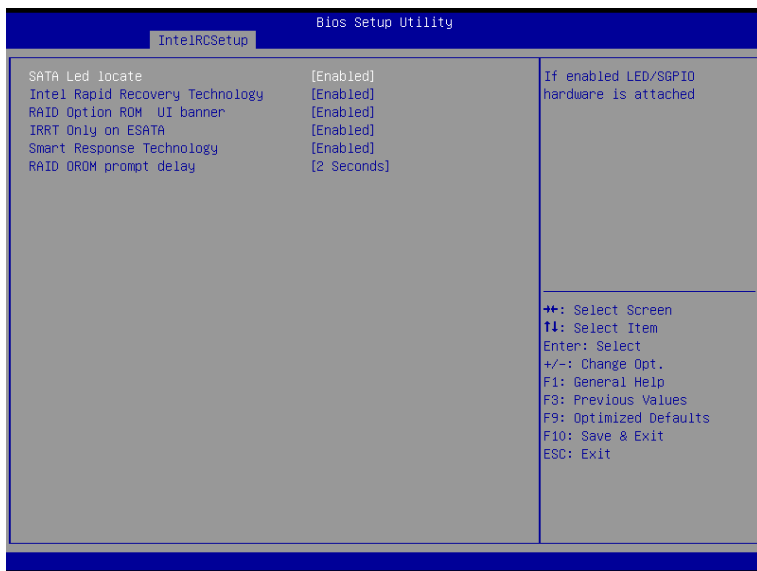 Bios Setup Utility
IntelRCSetup
SATA Led locate [Enabled]
Intel Rapid Recovery Technology [Enabled]
RAID Option ROM UI banner [Enabled]
IRRT Only on ESATA [Enabled]
Smart Response Technology [Enabled]
RAID OROM prompt delay [2 Seconds]
If enabled LED/SGPIO
hardware is attached
→←: Select Screen
↑↓: Select Item
Enter: Select
+/-: Change Opt.
F1: General Help
F3: Previous Values
F9: Optimized Defaults
F10: Save & Exit
ESC: Exit